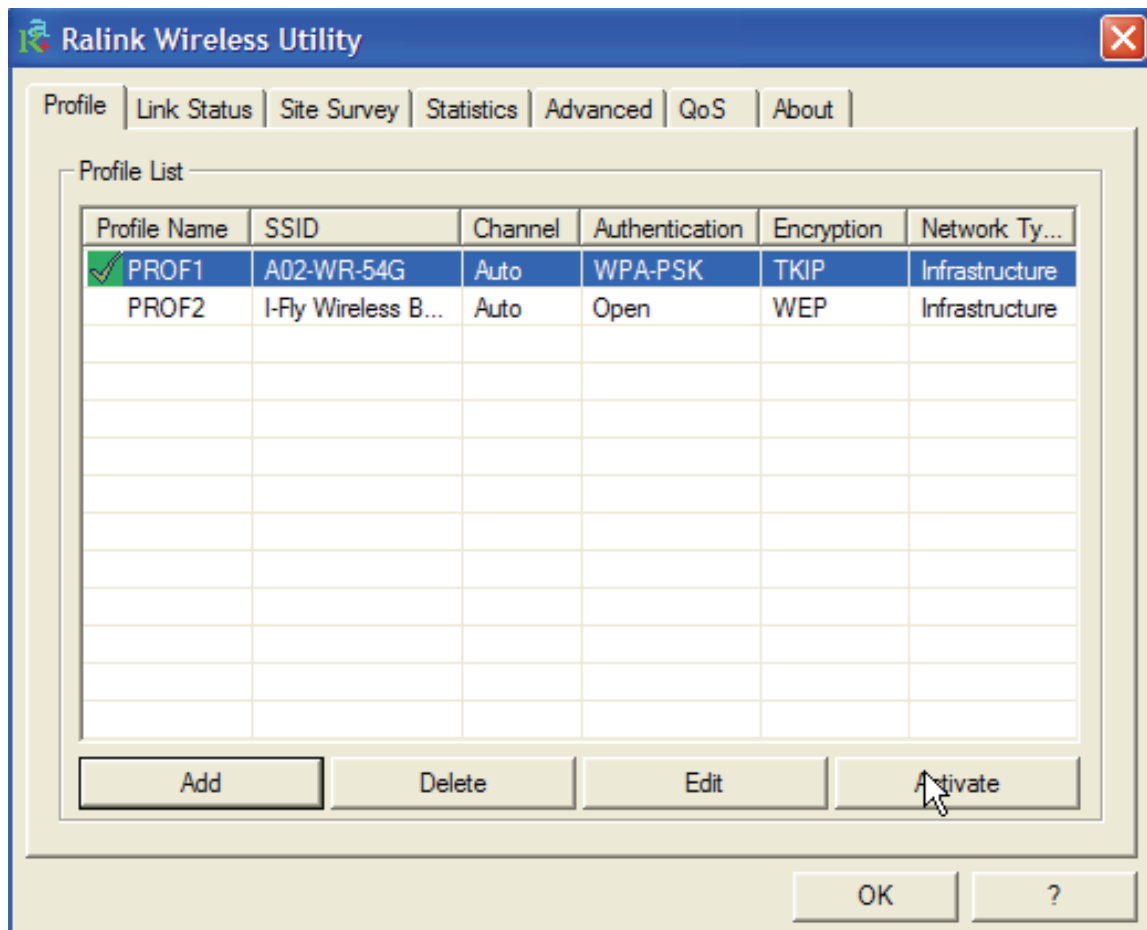 Ralink Wireless Utility
Profile Link Status Site Survey Statistics Advanced QoS About
Profile List
Profile Name SSID Channel Authentication Encryption Network Ty...
PROF1 A02-WR-54G Auto WPA-PSK TKIP Infrastructure
PROF2 I-Fly Wireless B... Auto Open WEP Infrastructure
Add Delete Edit Activate
OK ?